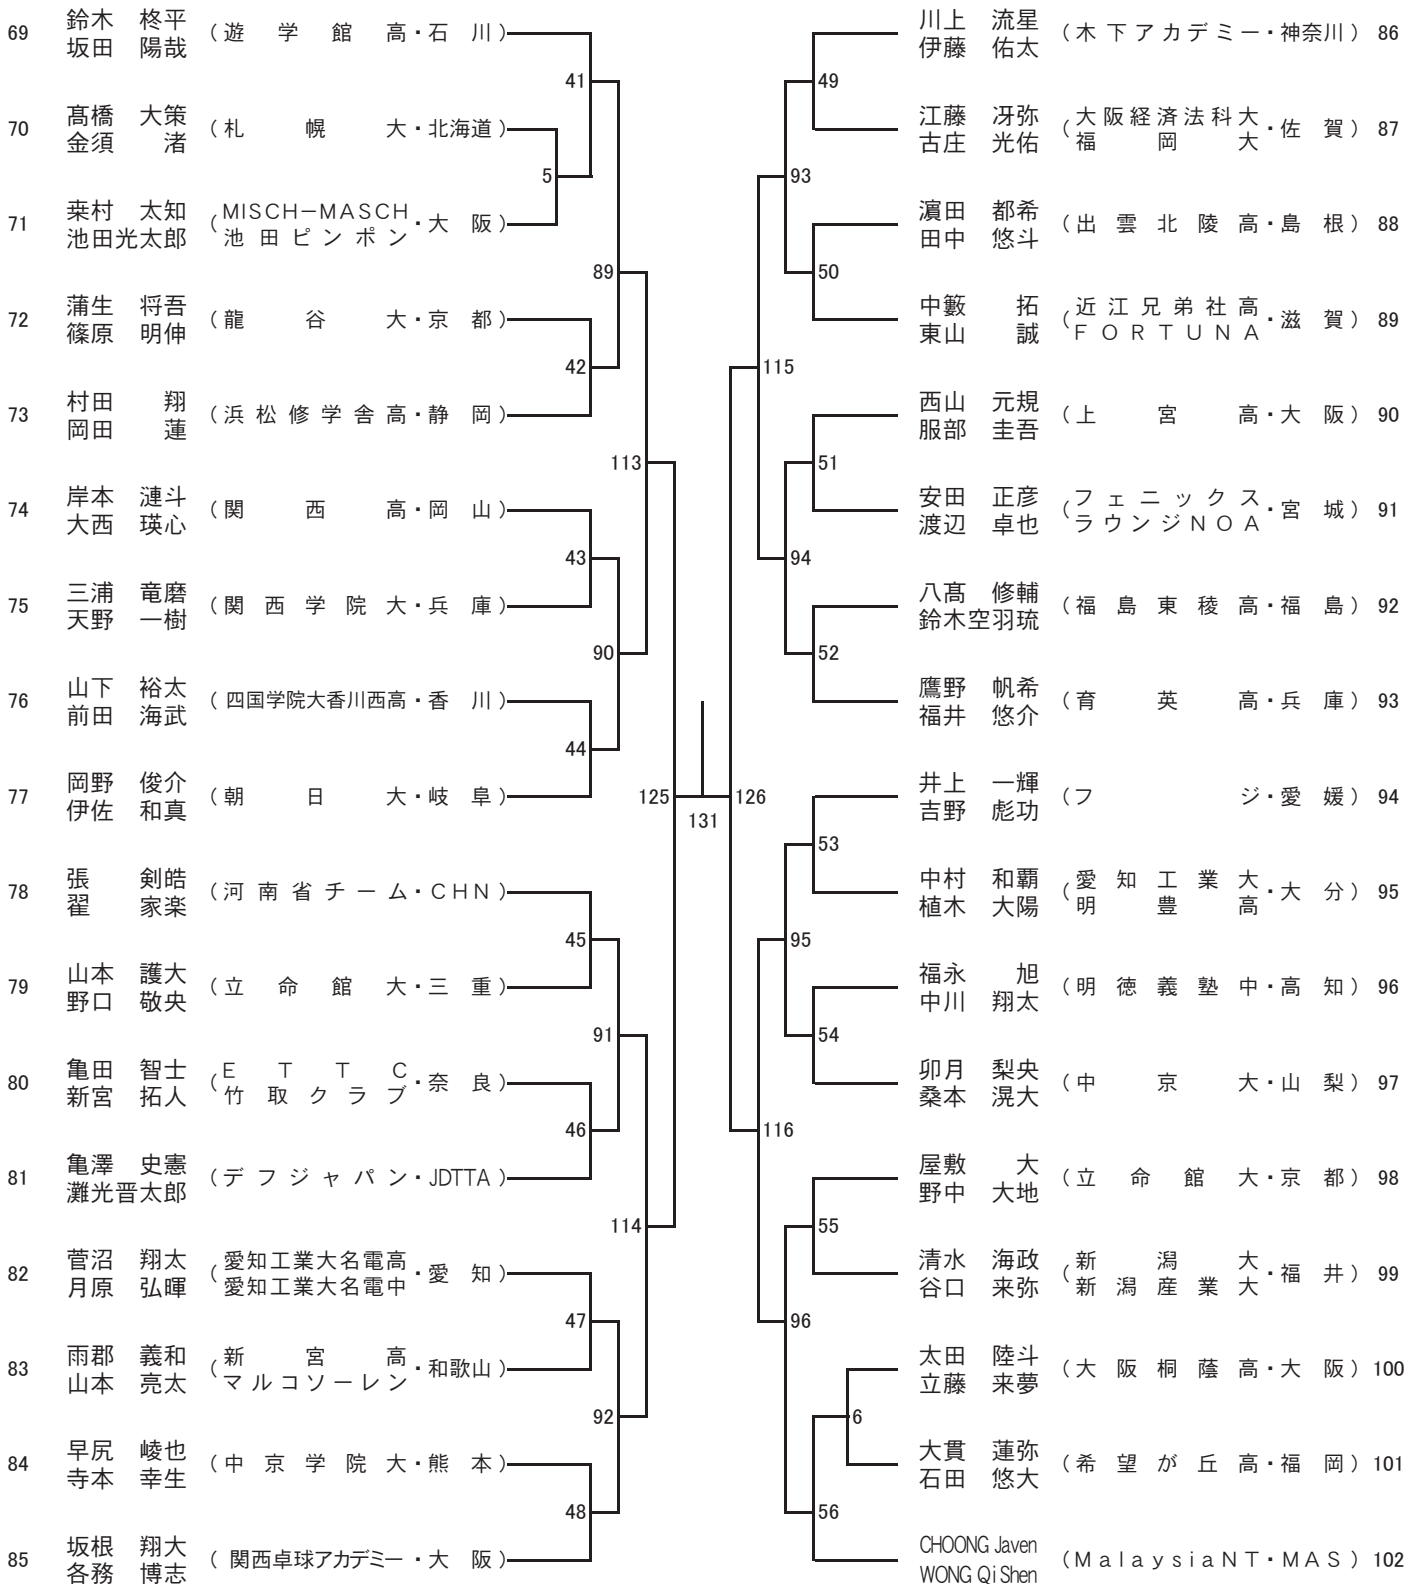 69 鈴木 柊平 坂田 陽哉 (遊学館高・石川)
70 髙橋 大策 金須 渚 (札幌大・北海道)
71 桒村 太知 池田光太郎 (MISCH−MASCH 池田ピンポン・大阪)
72 蒲生 将吾 篠原 明伸 (龍谷大・京都)
73 村田 翔 岡田 蓮 (浜松修学舎高・静岡)
74 岸本 漣斗 大西 瑛心 (関西高・岡山)
75 三浦 竜磨 天野 一樹 (関西学院大・兵庫)
76 山下 裕太 前田 海武 (四国学院大香川西高・香川)
77 岡野 俊介 伊佐 和真 (朝日大・岐阜)
78 張 剣皓 翟 家楽 (河南省チーム・CHN)
79 山本 護大 野口 敬央 (立命館大・三重)
80 亀田 智士 新宮 拓人 (ETTC 竹取クラブ・奈良)
81 亀澤 史憲 灘光晋太郎 (デフジャパン・JDTTA)
82 菅沼 翔太 月原 弘暉 (愛知工業大名電高 愛知工業大名電中・愛知)
83 雨郡 義和 山本 亮太 (新宮高 マルコソーレン・和歌山)
84 早尻 崚也 寺本 幸生 (中京学院大・熊本)
85 坂根 翔大 各務 博志 (関西卓球アカデミー・大阪)
41
5
89
42
113
43
90
44
125
45
91
46
114
47
92
48
131
126
49
93
50
115
51
94
52
53
95
54
116
55
96
6
56
川上 流星 伊藤 佑太 (木下アカデミー・神奈川) 86
江藤 冴弥 古庄 光佑 (大阪経済法科大 福岡大・佐賀) 87
濵田 都希 田中 悠斗 (出雲北陵高・島根) 88
中籔 拓 東山 誠 (近江兄弟社高 FORTUNA・滋賀) 89
西山 元規 服部 圭吾 (上宮高・大阪) 90
安田 正彦 渡辺 卓也 (フェニックス ラウンジNOA・宮城) 91
八髙 修輔 鈴木空羽琉 (福島東稜高・福島) 92
鷹野 帆希 福井 悠介 (育英高・兵庫) 93
井上 一輝 吉野 彪功 (フジ・愛媛) 94
中村 和覇 植木 大陽 (愛知工業大 明豊高・大分) 95
福永 旭 中川 翔太 (明徳義塾中・高知) 96
卯月 梨央 桑本 滉大 (中京大・山梨) 97
屋敷 大 野中 大地 (立命館大・京都) 98
清水 海政 谷口 来弥 (新潟大 新潟産業大・福井) 99
太田 陸斗 立藤 来夢 (大阪桐蔭高・大阪) 100
大貫 蓮弥 石田 悠大 (希望が丘高・福岡) 101
CHOONG Javen WONG Qi Shen (MalaysiaNT・MAS) 102